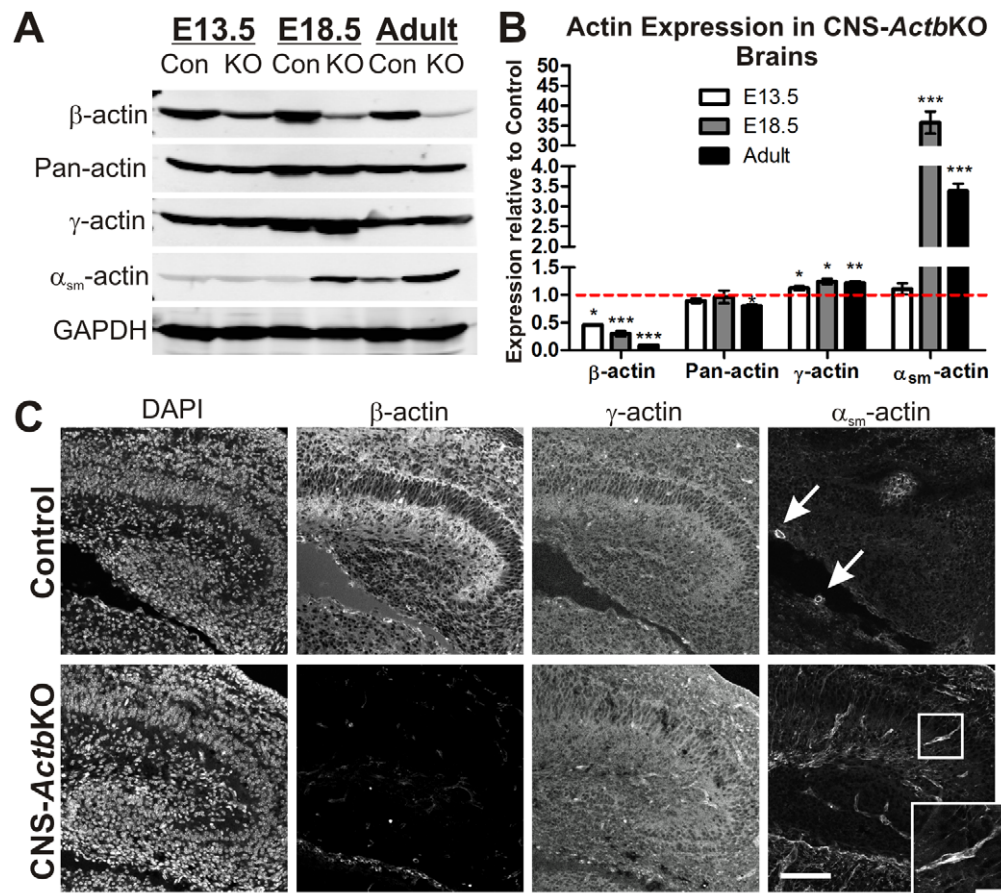 A
E13.5 E18.5 Adult
Con KO Con KO Con KO
β-actin
Pan-actin
γ-actin
αsm-actin
GAPDH
B
Actin Expression in CNS-ActbKO
Brains
Expression relative to Control
50
45
40
35
30
25
4.0
3.5
3.0
2.5
2.0
1.5
1.0
0.5
0.0
E13.5
E18.5
Adult
* *** ***
*
* * **
*** ***
β-actin Pan-actin γ-actin αsm-actin
C
DAPI β-actin γ-actin αsm-actin
Control
CNS-ActbKO